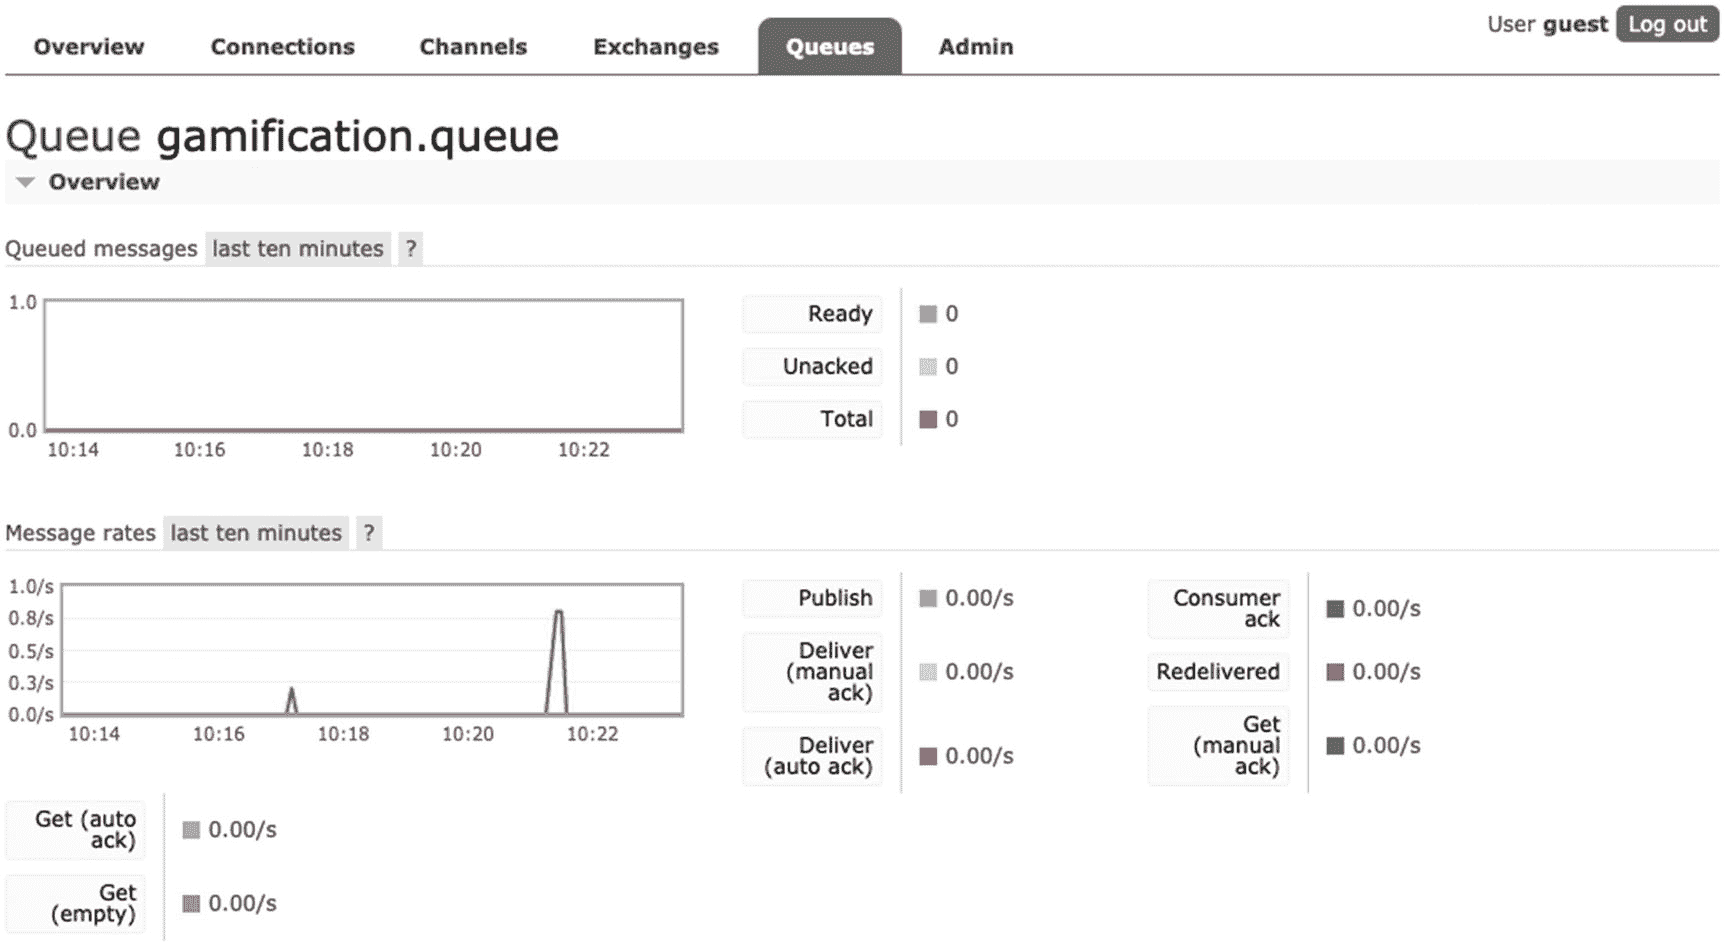 User guest Log out
Overview Connections Channels Exchanges Queues Admin
Queue gamification.queue
Overview
Queued messages last ten minutes ?
1.0
0.0
10:14 10:16 10:18 10:20 10:22
Ready 0
Unacked 0
Total 0
Message rates last ten minutes ?
1.0/s
0.8/s
0.5/s
0.3/s
0.0/s
10:14 10:16 10:18 10:20 10:22
Publish 0.00/s
Deliver
(manual 0.00/s
ack)
Deliver
(auto ack) 0.00/s
Consumer
ack 0.00/s
Redelivered 0.00/s
Get
(manual 0.00/s
ack)
Get (auto
ack) 0.00/s
Get
(empty) 0.00/s